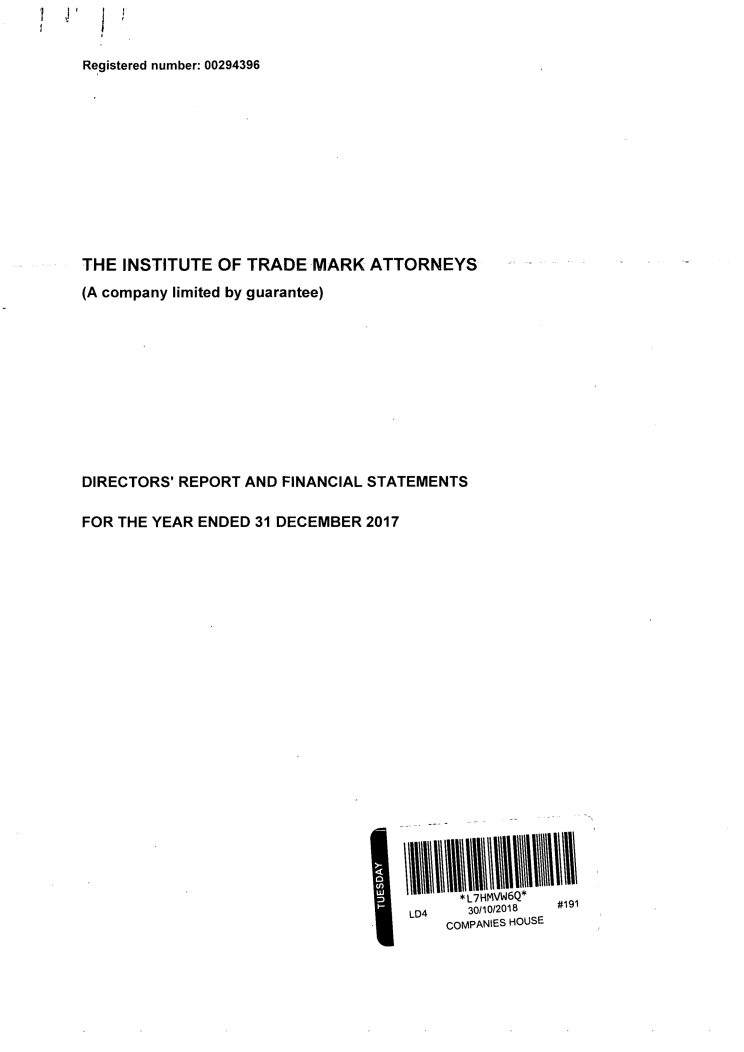 Registered number: 00294396
THE INSTITUTE OF TRADE MARK ATTORNEYS
(A company limited by guarantee)
DIRECTORS' REPORT AND FINANCIAL STATEMENTS
FOR THE YEAR ENDED 31 DECEMBER 2017
TUESDAY
*L7HMVW6Q*
LD4 30/10/2018 #191
COMPANIES HOUSE